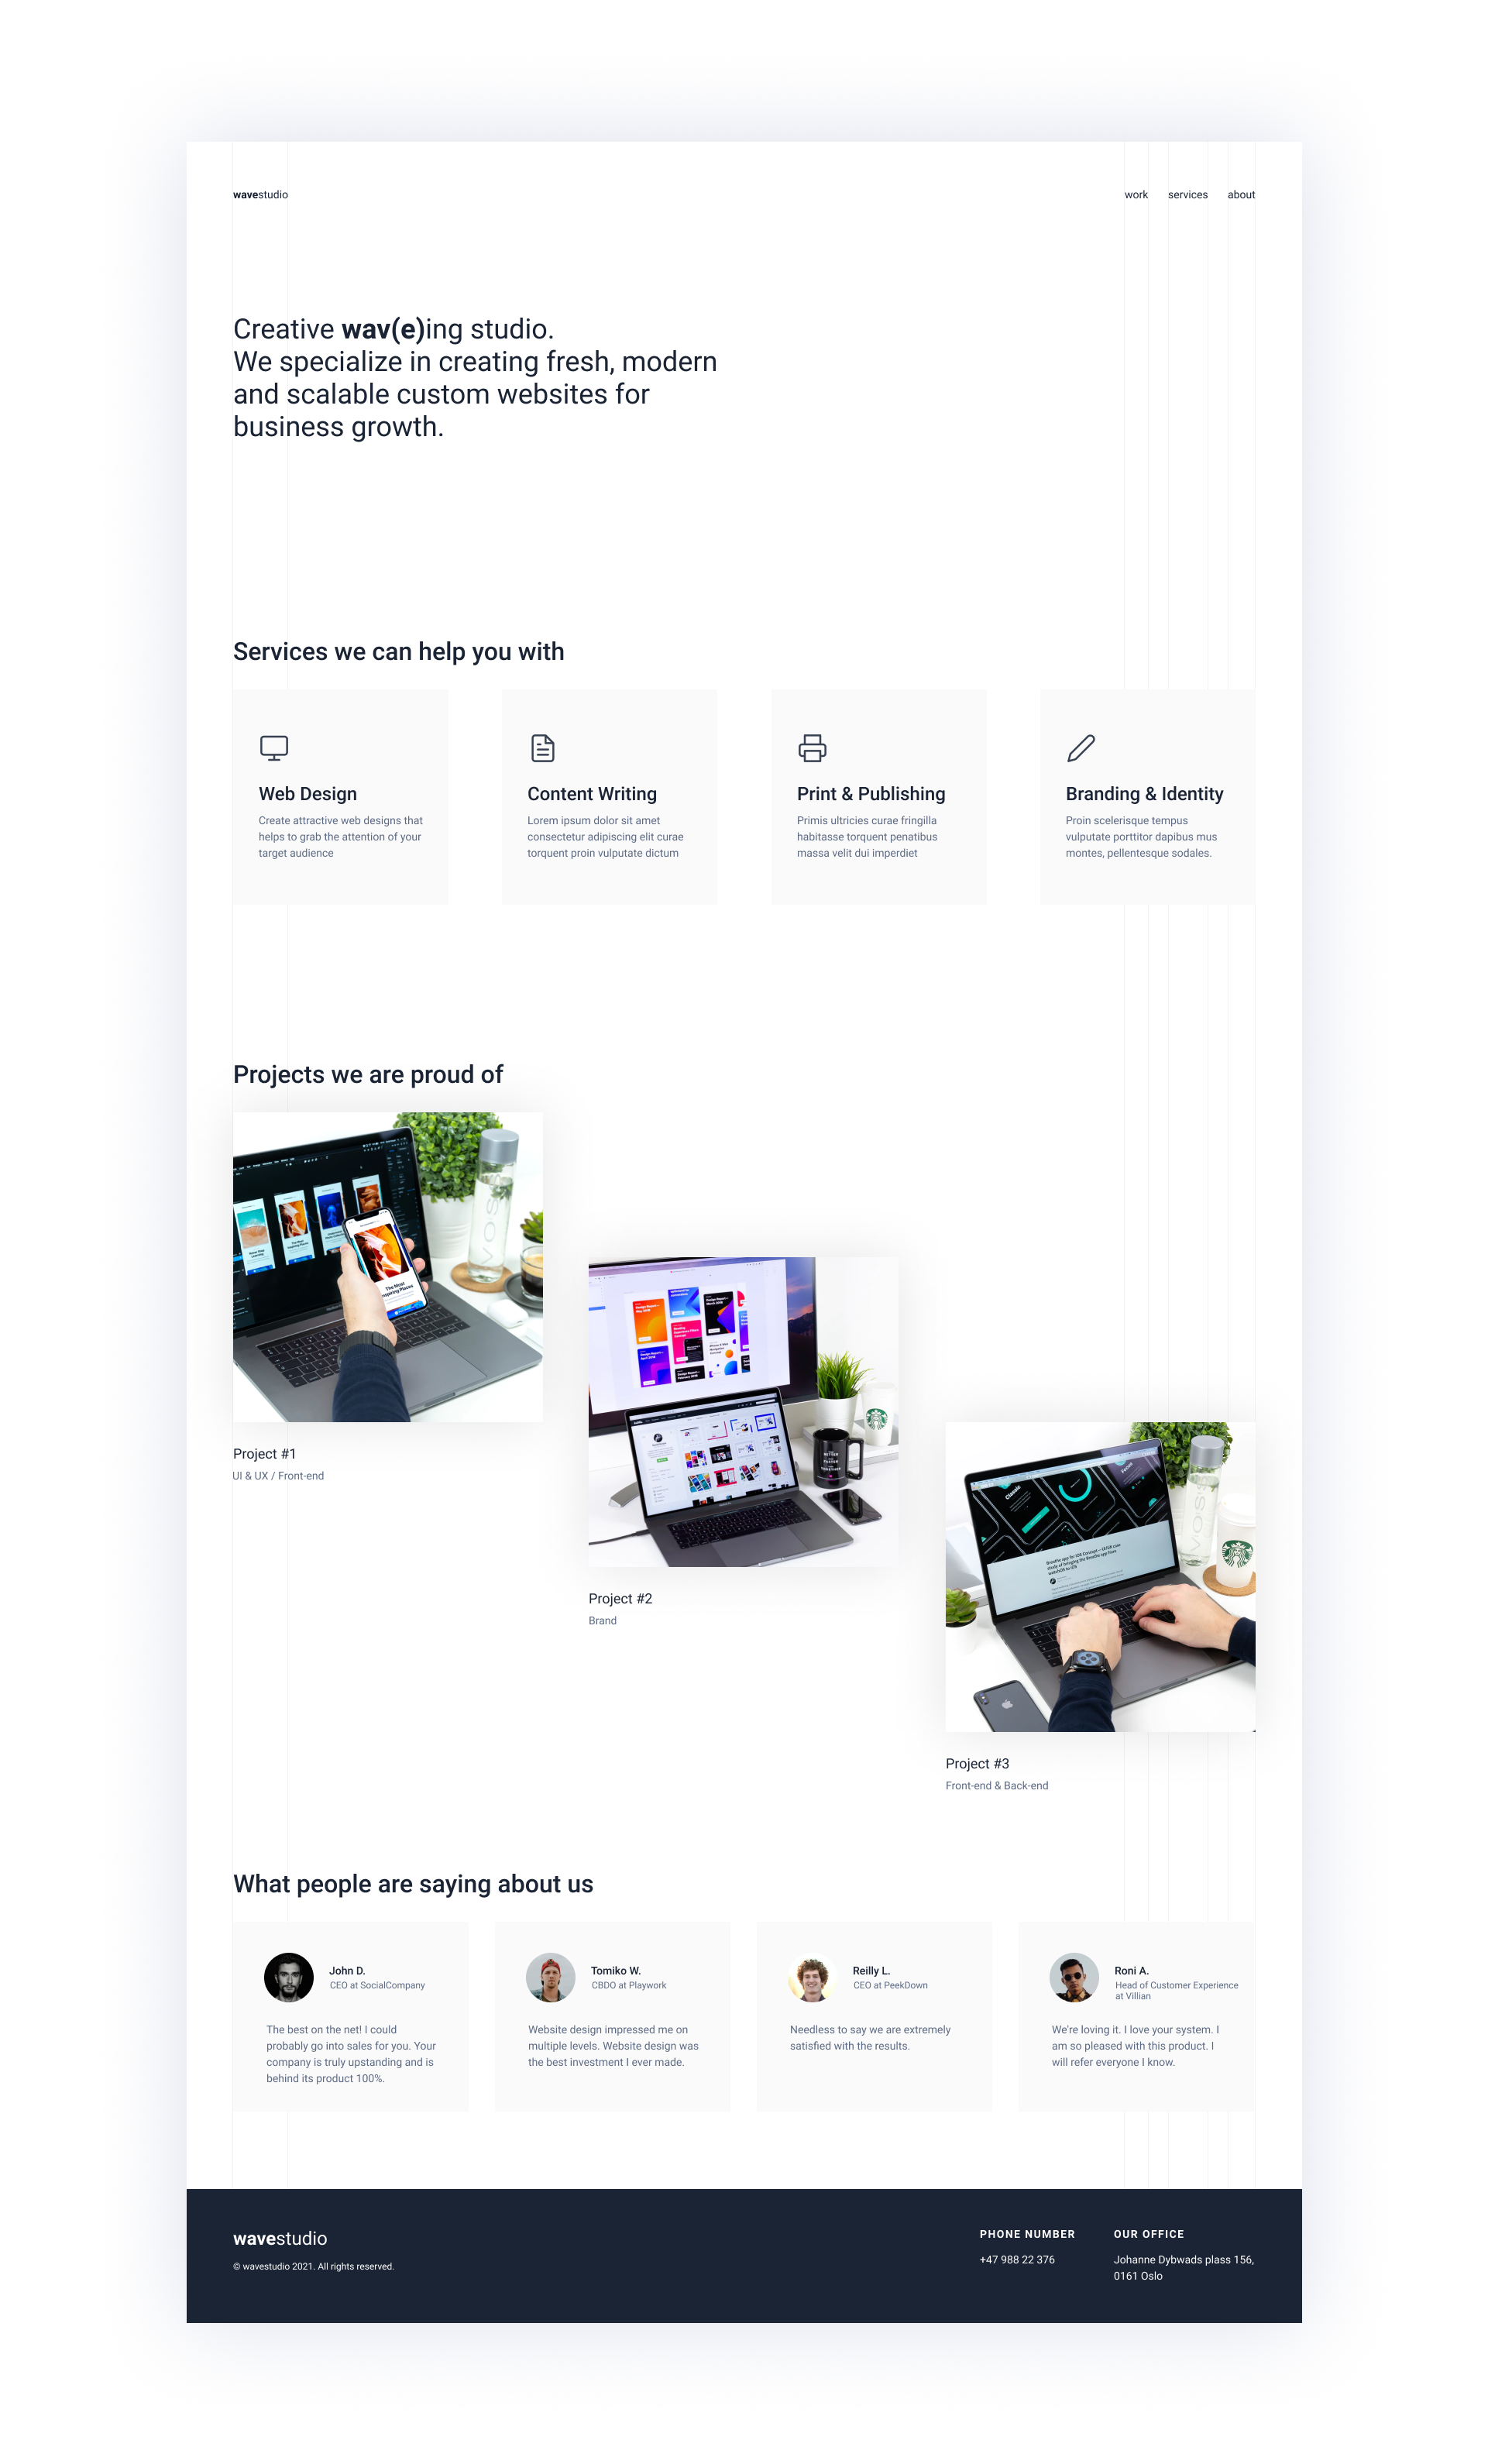 wavestudio
work services about
Creative wav(e)ing studio.
We specialize in creating fresh, modern
and scalable custom websites for
business growth.
Services we can help you with
Web Design
Create attractive web designs that
helps to grab the attention of your
target audience
Content Writing
Lorem ipsum dolor sit amet
consectetur adipiscing elit curae
torquent proin vulputate dictum
Print & Publishing
Primis ultricies curae fringilla
habitasse torquent penatibus
massa velit dui imperdiet
Branding & Identity
Proin scelerisque tempus
vulputate porttitor dapibus mus
montes, pellentesque sodales.
Projects we are proud of
The Most
Inspiring Places
VOSS
Project #1
UI & UX / Front-end
Project #2
Brand
Classic
VOSS
Project #3
Front-end & Back-end
What people are saying about us
John D.
CEO at SocialCompany
The best on the net! I could
probably go into sales for you. Your
company is truly upstanding and is
behind its product 100%.
Tomiko W.
CBDO at Playwork
Website design impressed me on
multiple levels. Website design was
the best investment I ever made.
Reilly L.
CEO at PeekDown
Needless to say we are extremely
satisfied with the results.
Roni A.
Head of Customer Experience
at Villian
We're loving it. I love your system. I
am so pleased with this product. I
will refer everyone I know.
wavestudio
© wavestudio 2021. All rights reserved.
PHONE NUMBER
+47 988 22 376
OUR OFFICE
Johanne Dybwads plass 156,
0161 Oslo